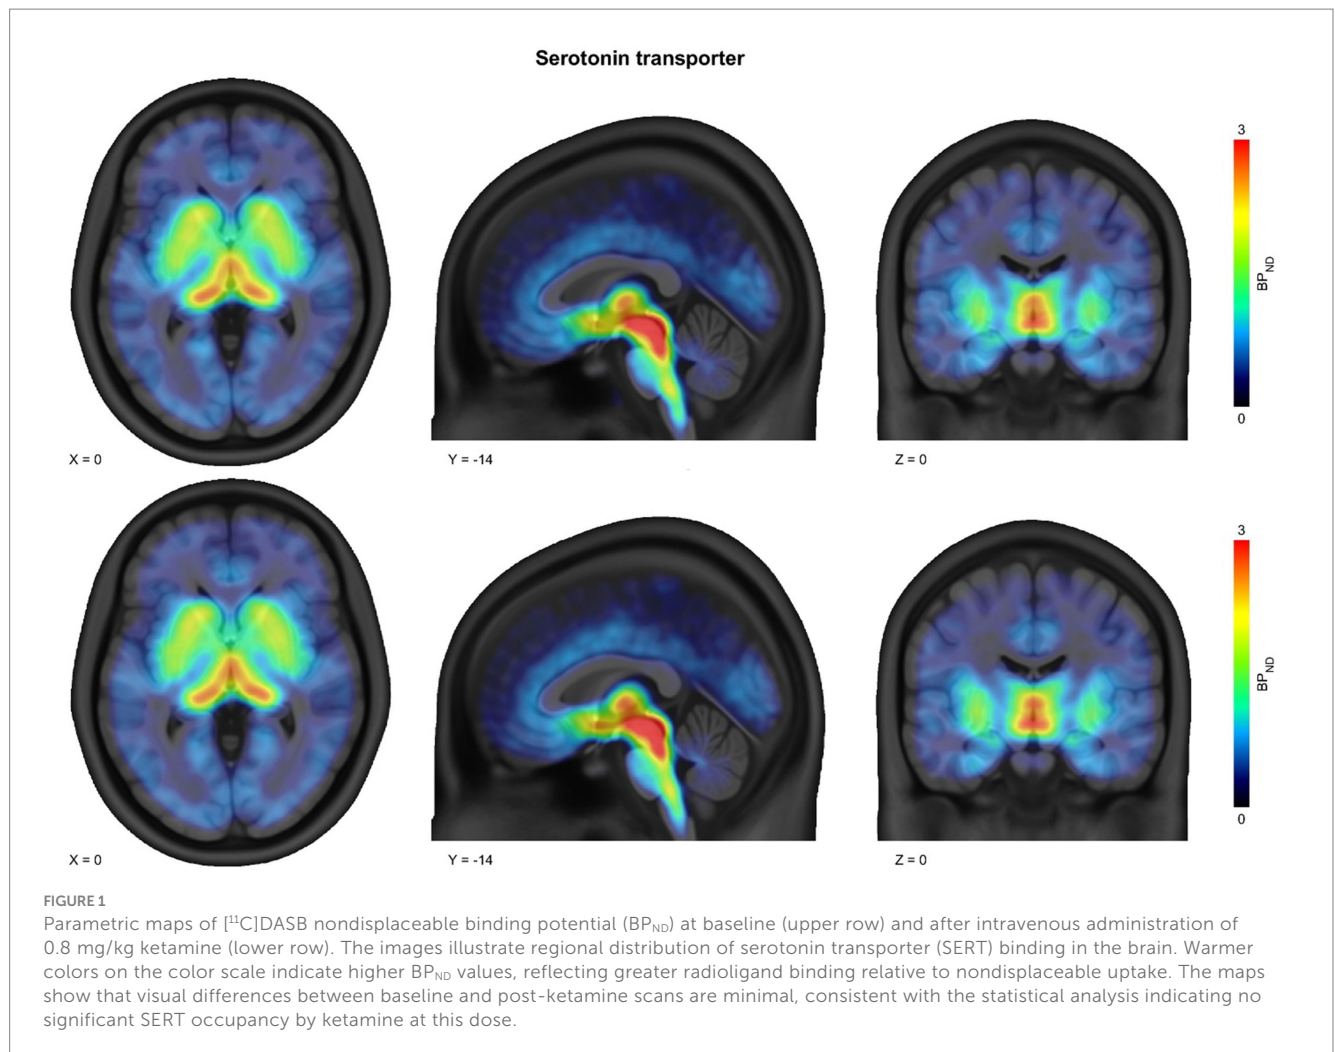 Serotonin transporter
3
BP_ND
0
X = 0
Y = -14
Z = 0
3
BP_ND
0
X = 0
Y = -14
Z = 0
FIGURE 1
Parametric maps of [¹¹C]DASB nondisplaceable binding potential (BP_ND) at baseline (upper row) and after intravenous administration of
0.8 mg/kg ketamine (lower row). The images illustrate regional distribution of serotonin transporter (SERT) binding in the brain. Warmer
colors on the color scale indicate higher BP_ND values, reflecting greater radioligand binding relative to nondisplaceable uptake. The maps
show that visual differences between baseline and post-ketamine scans are minimal, consistent with the statistical analysis indicating no
significant SERT occupancy by ketamine at this dose.